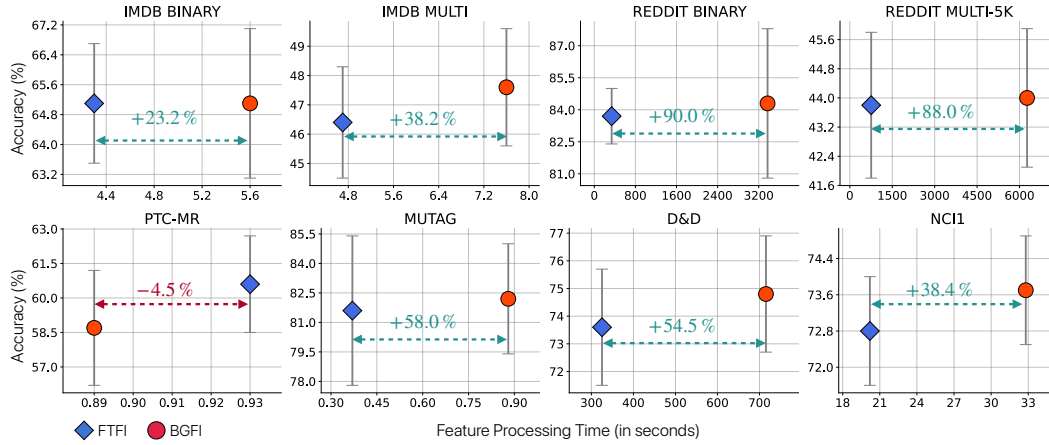 IMDB BINARY
67.2
66.4
65.6
64.8
64.0
63.2
4.4 4.8 5.2 5.6
+23.2 %
Accuracy (%)
IMDB MULTI
49
48
47
46
45
4.8 5.6 6.4 7.2 8.0
+38.2 %
REDDIT BINARY
87.0
85.5
84.0
82.5
81.0
0 800 1600 2400 3200
+90.0 %
REDDIT MULTI-5K
45.6
44.8
44.0
43.2
42.4
41.6
0 1500 3000 4500 6000
+88.0 %
PTC-MR
63.0
61.5
60.0
58.5
57.0
0.89 0.90 0.91 0.92 0.93
−4.5 %
Accuracy (%)
MUTAG
85.5
84.0
82.5
81.0
79.5
78.0
0.30 0.45 0.60 0.75 0.90
+58.0 %
D&D
77
76
75
74
73
72
300 400 500 600 700
+54.5 %
NCI1
74.4
73.6
72.8
72.0
18 21 24 27 30 33
+38.4 %
FTFI BGFI
Feature Processing Time (in seconds)